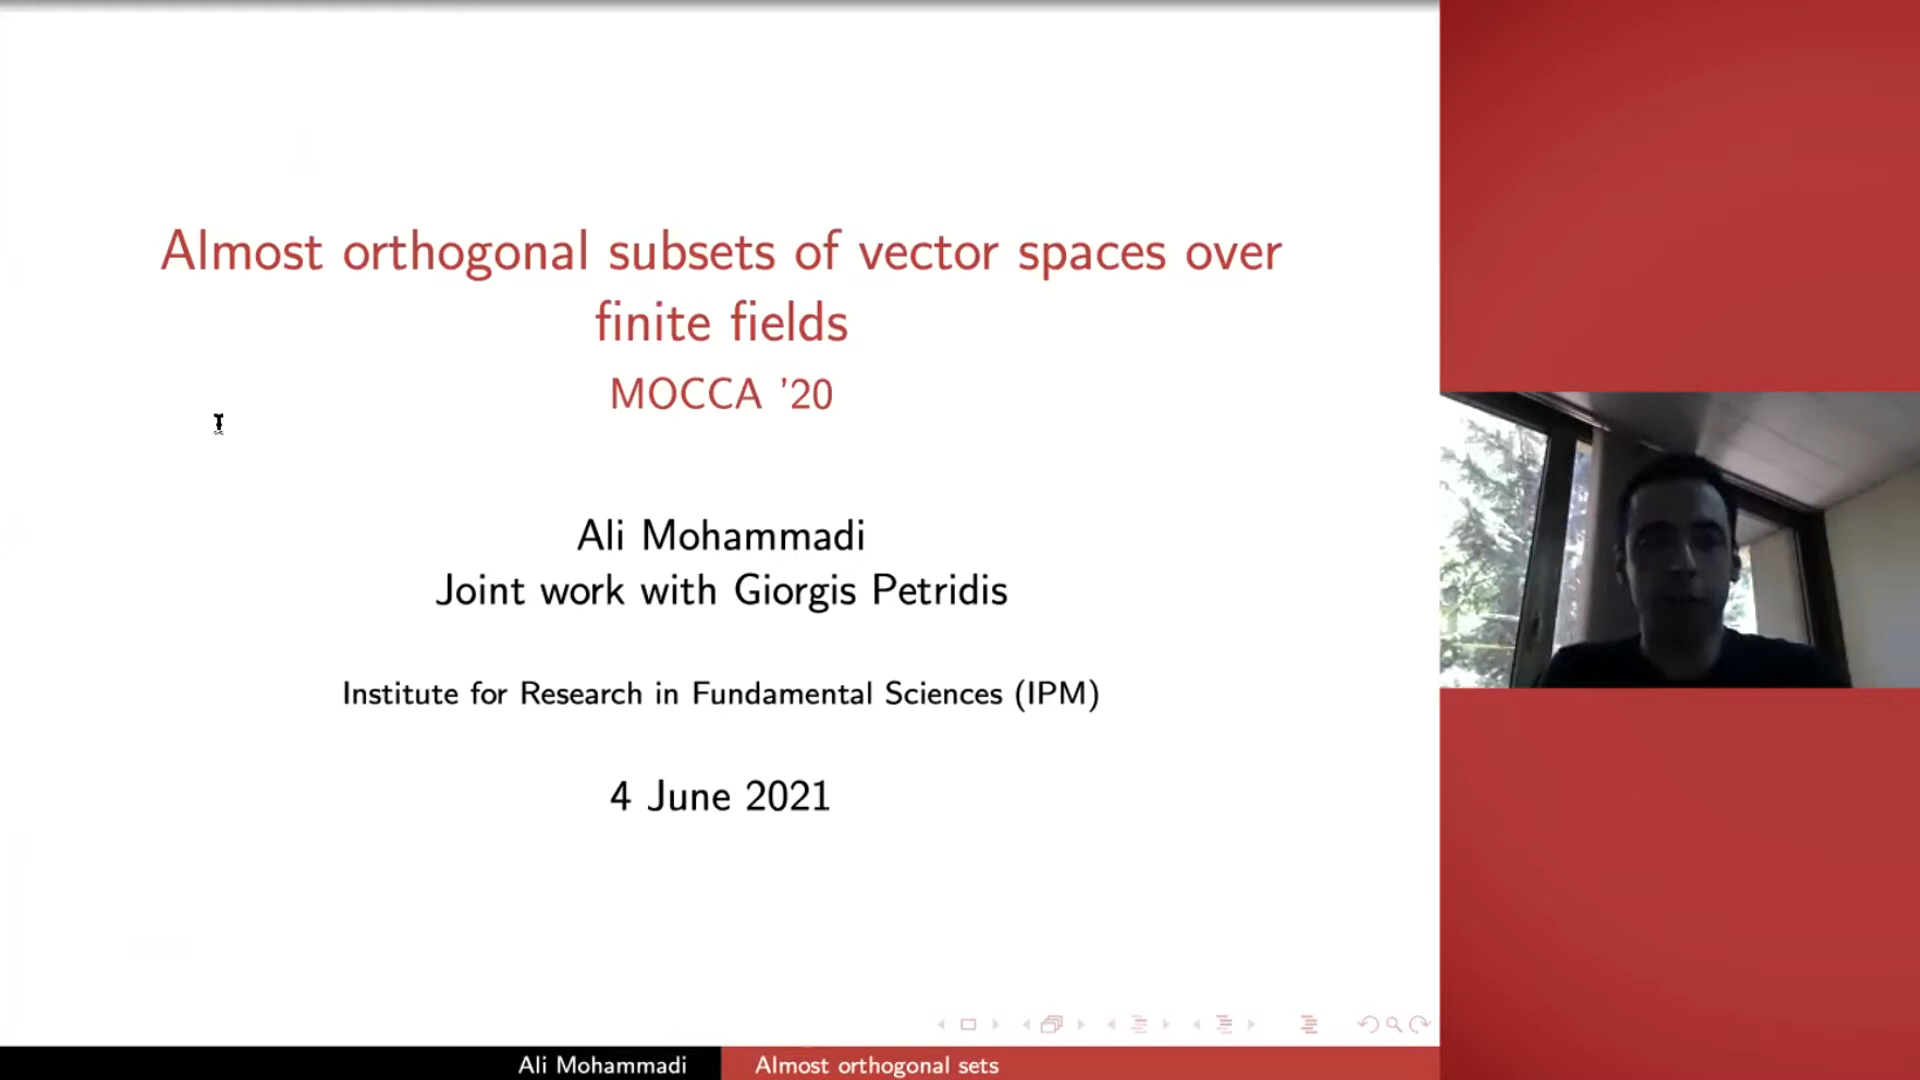 Almost orthogonal subsets of vector spaces over
finite fields
MOCCA '20
Ali Mohammadi
Joint work with Giorgis Petridis
Institute for Research in Fundamental Sciences (IPM)
4 June 2021
Ali Mohammadi
Almost orthogonal sets